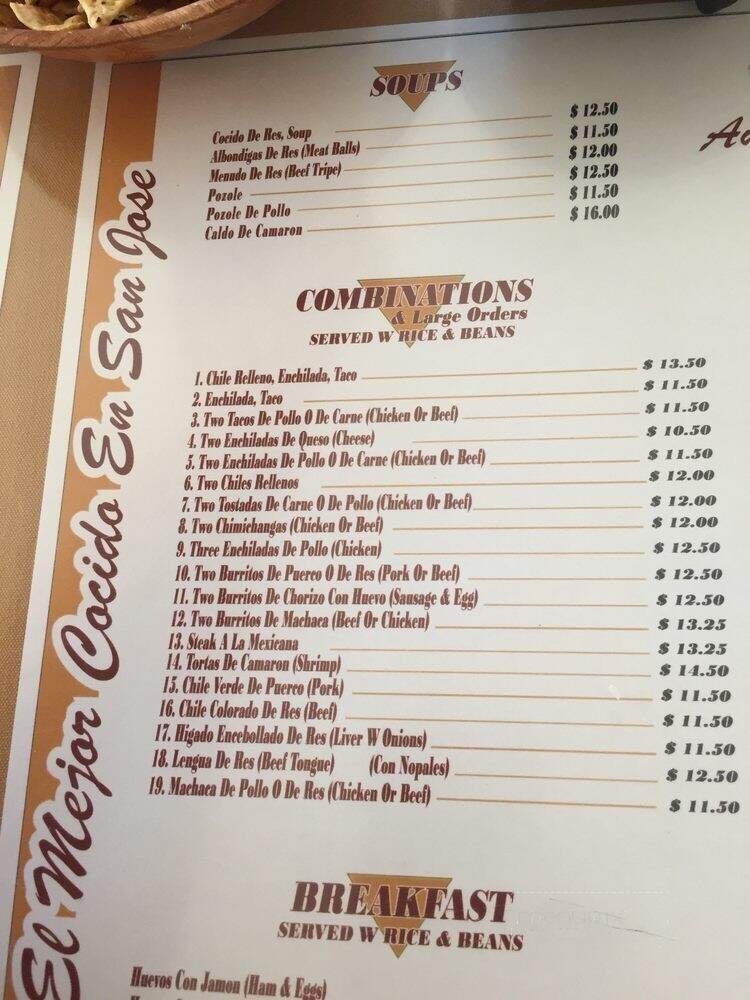 SOUPS
Cocido De Res, Soup $ 12.50
Albondigas De Res (Meat Balls) $ 11.50
Menudo De Res (Beef Tripe) $ 12.00
Pozole $ 12.50
Pozole De Pollo $ 11.50
Caldo De Camaron $ 16.00
COMBINATIONS
& Large Orders
SERVED W RICE & BEANS
1. Chile Relleno, Enchilada, Taco $ 13.50
2. Enchilada, Taco $ 11.50
3. Two Tacos De Pollo O De Carne (Chicken Or Beef) $ 11.50
4. Two Enchiladas De Queso (Cheese) $ 10.50
5. Two Enchiladas De Pollo O De Carne (Chicken Or Beef) $ 11.50
6. Two Chiles Rellenos $ 12.00
7. Two Tostadas De Carne O De Pollo (Chicken Or Beef) $ 12.00
8. Two Chimichangas (Chicken Or Beef) $ 12.00
9. Three Enchiladas De Pollo (Chicken) $ 12.50
10. Two Burritos De Puerco O De Res (Pork Or Beef) $ 12.50
11. Two Burritos De Chorizo Con Huevo (Sausage & Egg) $ 12.50
12. Two Burritos De Machaca (Beef Or Chicken) $ 13.25
13. Steak A La Mexicana $ 13.25
14. Tortas De Camaron (Shrimp) $ 14.50
15. Chile Verde De Puerco (Pork) $ 11.50
16. Chile Colorado De Res (Beef) $ 11.50
17. Higado Encebollado De Res (Liver W Onions) $ 11.50
18. Lengua De Res (Beef Tongue) (Con Nopales) $ 12.50
19. Machaca De Pollo O De Res (Chicken Or Beef) $ 11.50
BREAKFAST
SERVED W RICE & BEANS
Huevos Con Jamon (Ham & Eggs)
El Mejor Cocido En San Jose